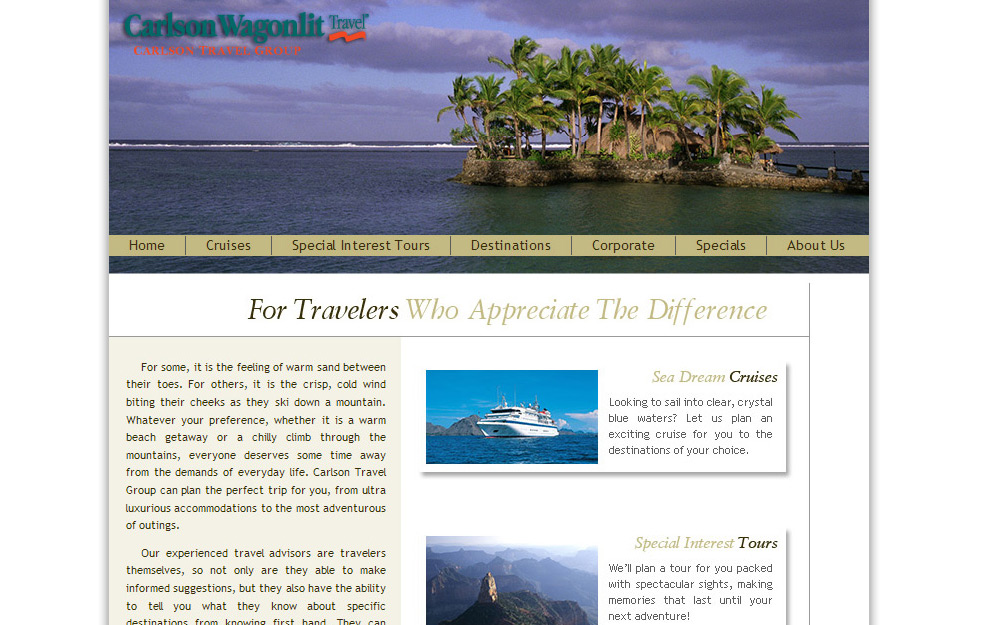 Carlson Wagonlit Travel
CARLSON TRAVEL GROUP
Home Cruises Special Interest Tours Destinations Corporate Specials About Us
For Travelers Who Appreciate The Difference
For some, it is the feeling of warm sand between
their toes. For others, it is the crisp, cold wind
biting their cheeks as they ski down a mountain.
Whatever your preference, whether it is a warm
beach getaway or a chilly climb through the
mountains, everyone deserves some time away
from the demands of everyday life. Carlson Travel
Group can plan the perfect trip for you, from ultra
luxurious accommodations to the most adventurous
of outings.
Our experienced travel advisors are travelers
themselves, so not only are they able to make
informed suggestions, but they also have the ability
to tell you what they know about specific
destinations from knowing first hand. They can
Sea Dream Cruises
Looking to sail into clear, crystal
blue waters? Let us plan an
exciting cruise for you to the
destinations of your choice.
Special Interest Tours
We'll plan a tour for you packed
with spectacular sights, making
memories that last until your
next adventure!